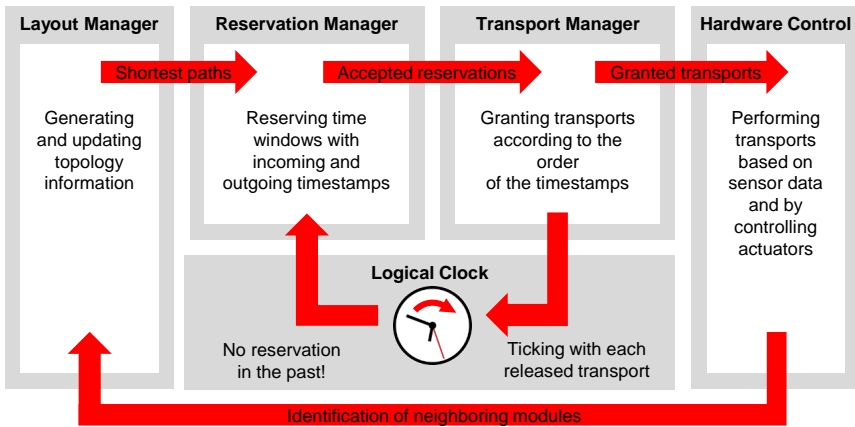 Layout Manager
Reservation Manager
Transport Manager
Hardware Control
Shortest paths
Accepted reservations
Granted transports
Generating
and updating
topology
information
Reserving time
windows with
incoming and
outgoing timestamps
Granting transports
according to the
order
of the timestamps
Performing
transports
based on
sensor data
and by
controlling
actuators
Logical Clock
No reservation
in the past!
Ticking with each
released transport
Identification of neighboring modules